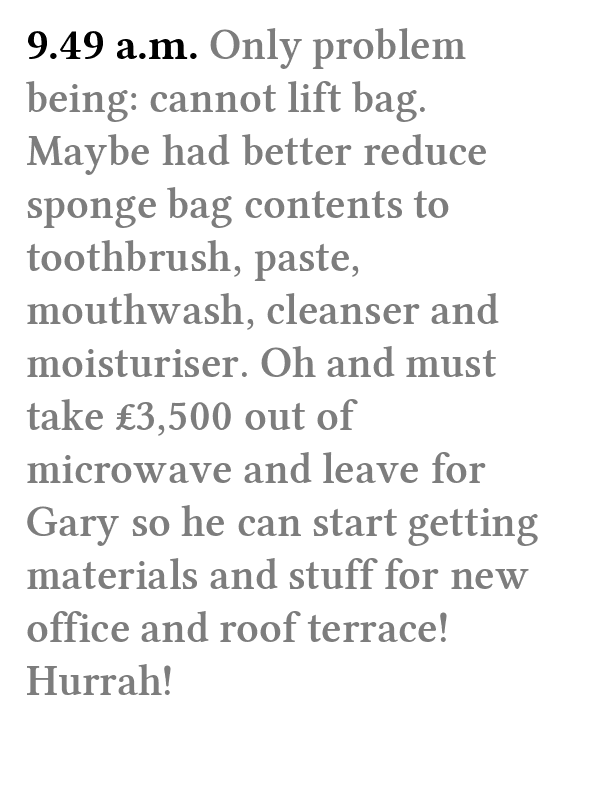 9.49 a.m. Only problem
being: cannot lift bag.
Maybe had better reduce
sponge bag contents to
toothbrush, paste,
mouthwash, cleanser and
moisturiser. Oh and must
take £3,500 out of
microwave and leave for
Gary so he can start getting
materials and stuff for new
office and roof terrace!
Hurrah!